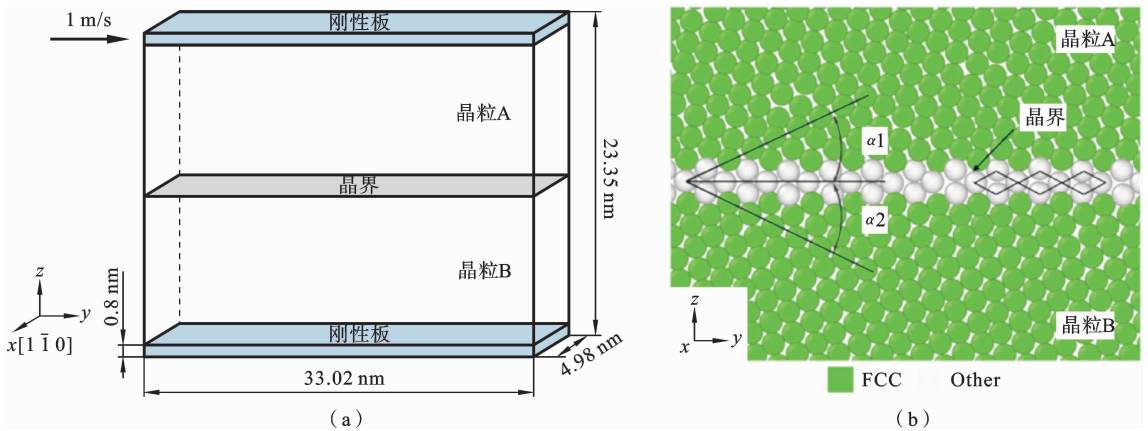 1 m/s
刚性板
晶粒A
晶界
23.35 nm
晶粒B
0.8 nm
z
y
x[1 1̄ 0]
刚性板
4.98 nm
33.02 nm
(a)
晶粒A
晶界
α1
α2
z
x
y
晶粒B
FCC
Other
(b)